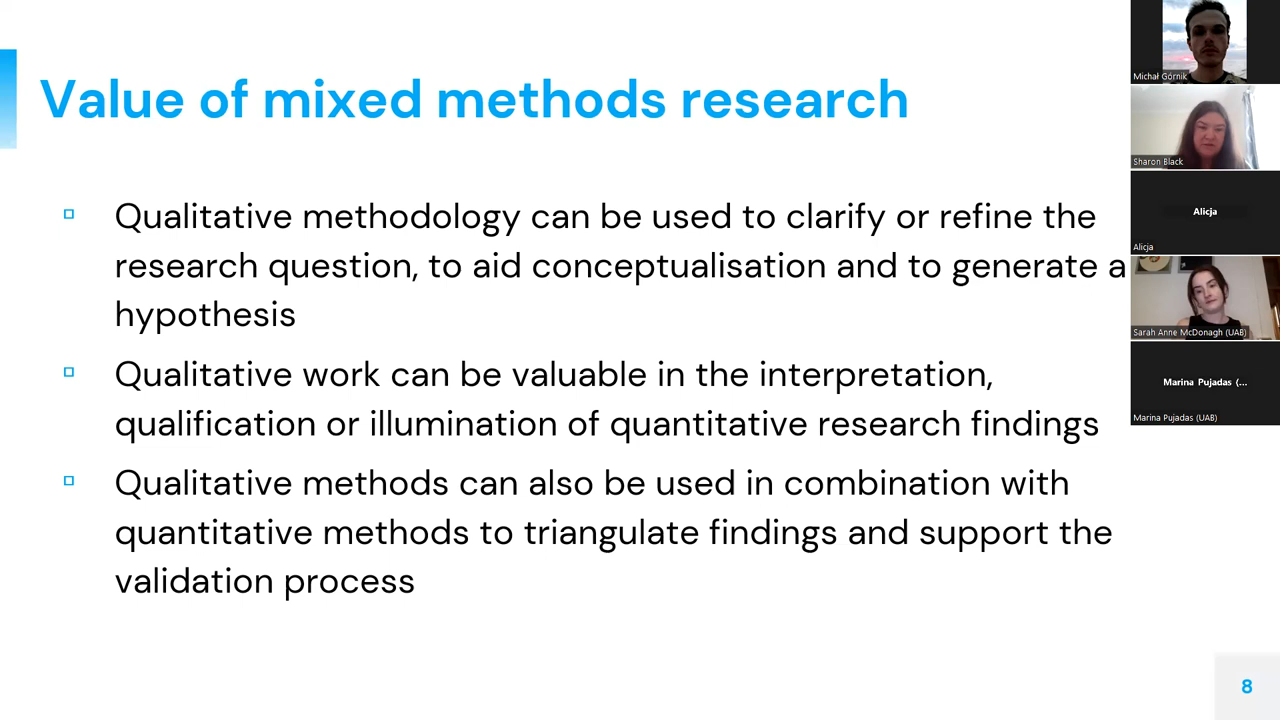 Value of mixed methods research
Qualitative methodology can be used to clarify or refine the
research question, to aid conceptualisation and to generate a
hypothesis
Qualitative work can be valuable in the interpretation,
qualification or illumination of quantitative research findings
Qualitative methods can also be used in combination with
quantitative methods to triangulate findings and support the
validation process
8
Michał Górnik
Sharon Black
Alicja
Alicja
Sarah Anne McDonagh (UAB)
Marina Pujadas (...
Marina Pujadas (UAB)